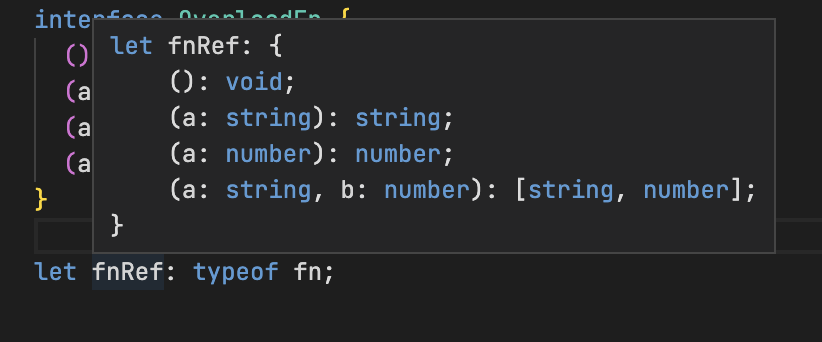 interface OverloadFn {
let fnRef: {
()
(): void;
(a
(a: string): string;
(a
(a: number): number;
(a
(a: string, b: number): [string, number];
}
}
let fnRef: typeof fn;